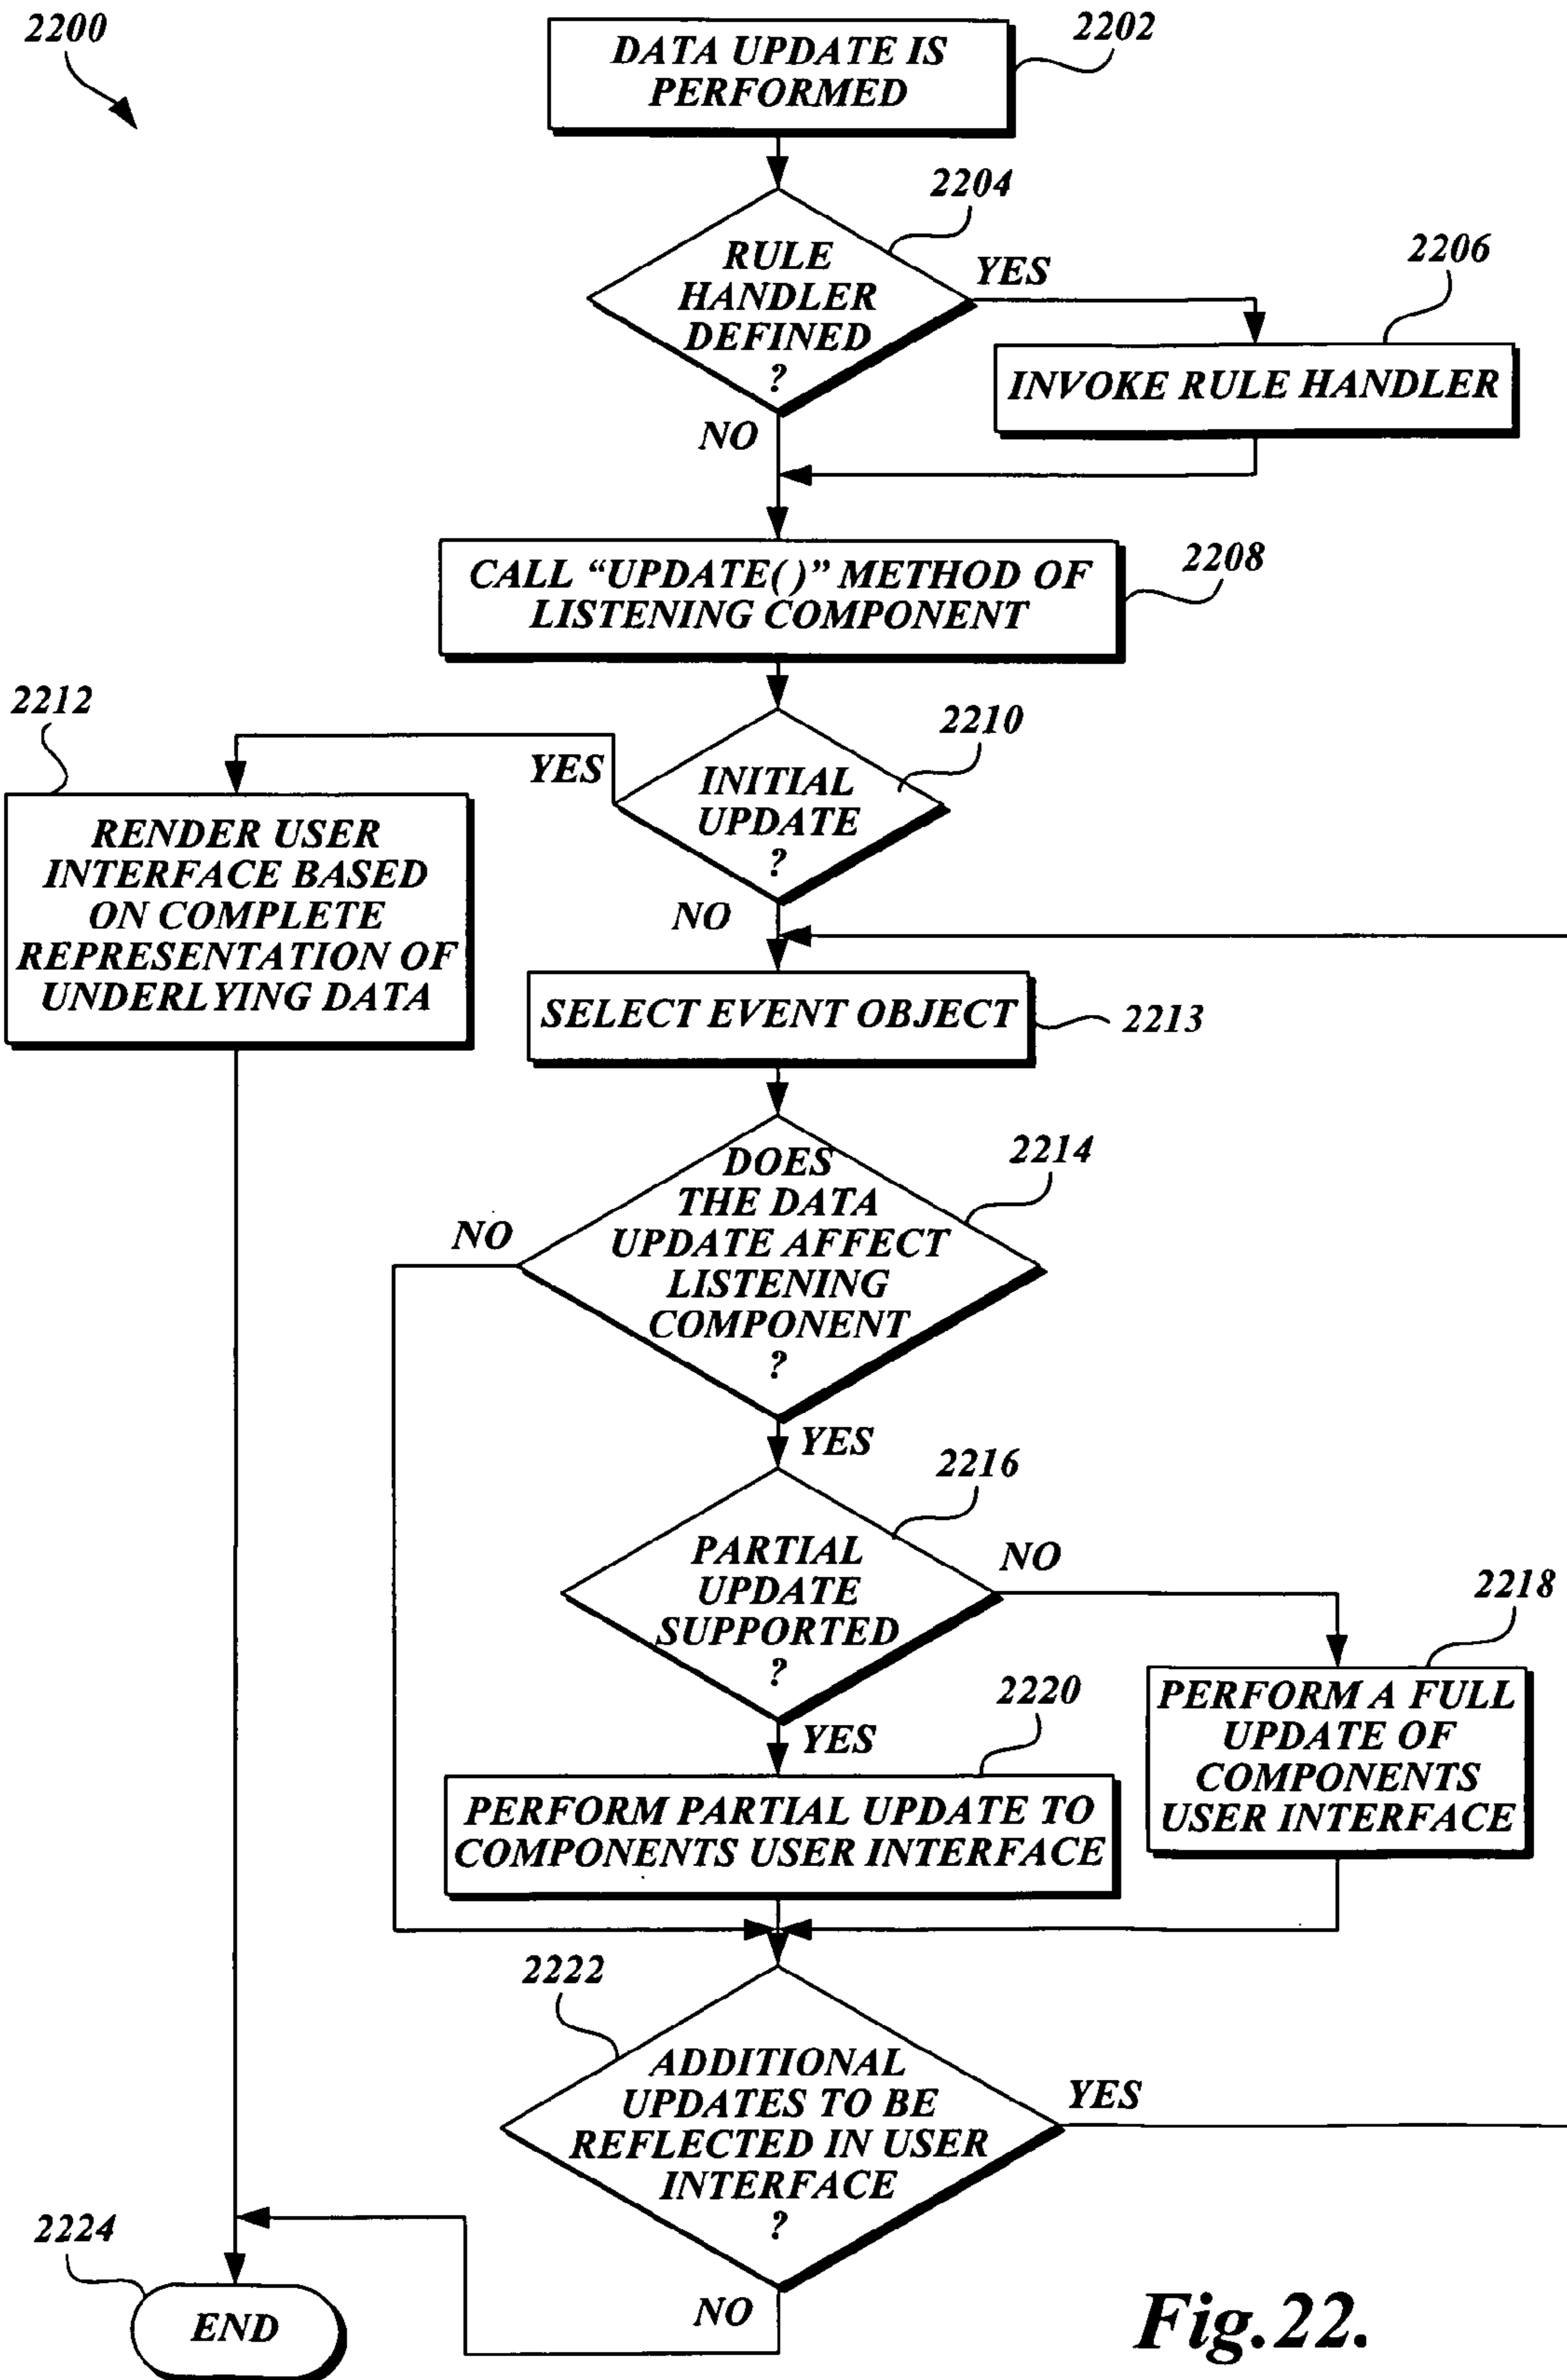 2200
DATA UPDATE IS
PERFORMED
2202
2204
RULE
HANDLER
DEFINED
?
YES
2206
INVOKE RULE HANDLER
NO
CALL “UPDATE( )” METHOD OF
LISTENING COMPONENT
2208
2212
2210
YES
INITIAL
UPDATE
?
RENDER USER
INTERFACE BASED
ON COMPLETE
REPRESENTATION OF
UNDERLYING DATA
NO
SELECT EVENT OBJECT
2213
DOES
THE DATA
UPDATE AFFECT
LISTENING
COMPONENT
?
2214
NO
YES
2216
PARTIAL
UPDATE
SUPPORTED
?
NO
2218
PERFORM A FULL
UPDATE OF
COMPONENTS
USER INTERFACE
YES
2220
PERFORM PARTIAL UPDATE TO
COMPONENTS USER INTERFACE
2222
ADDITIONAL
UPDATES TO BE
REFLECTED IN USER
INTERFACE
?
YES
NO
2224
END
Fig.22.